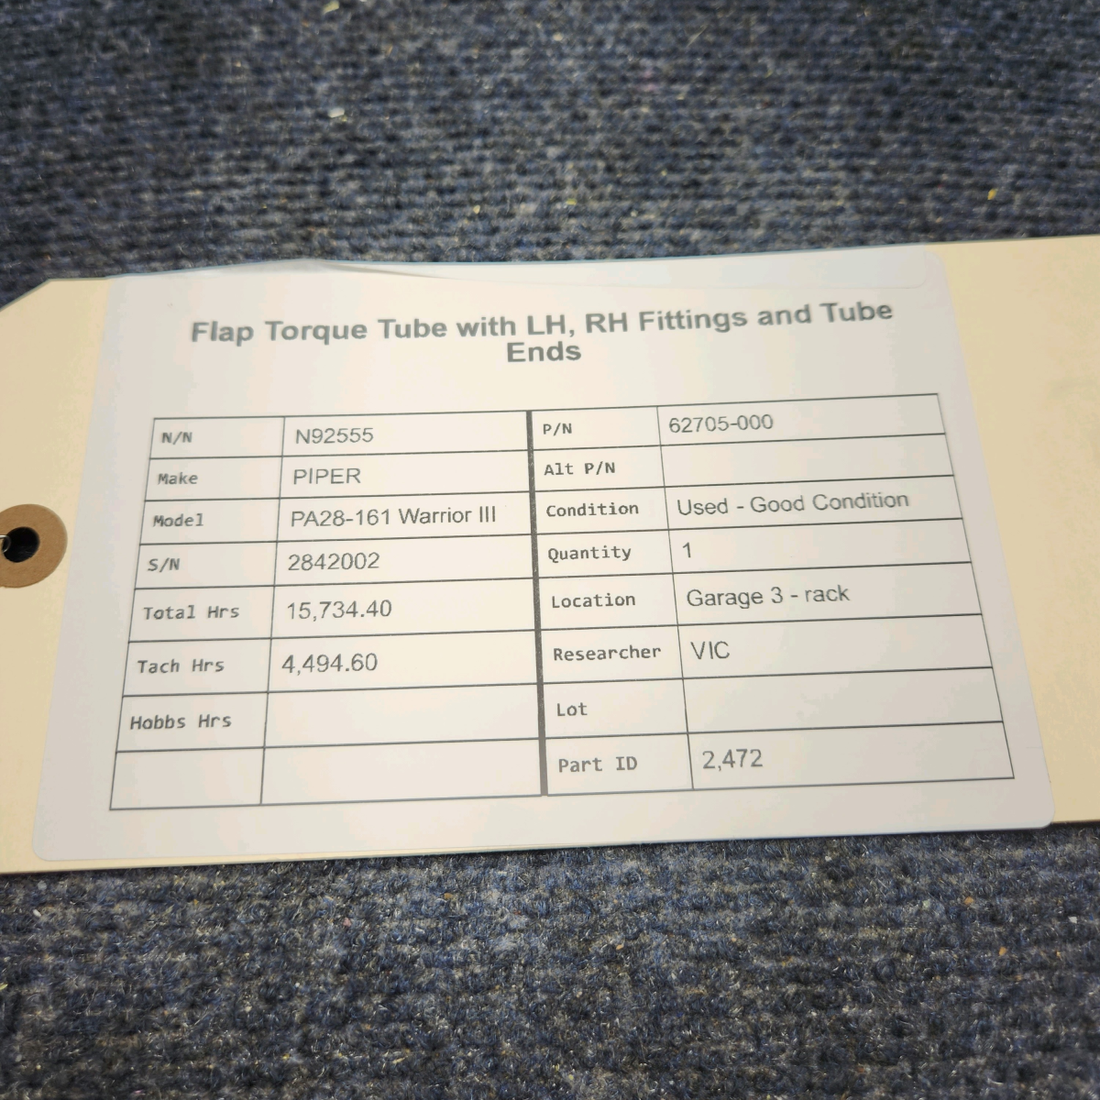 Flap Torque Tube with LH, RH Fittings and Tube
Ends
N/N N92555 P/N 62705-000
Make PIPER Alt P/N
Model PA28-161 Warrior III Condition Used - Good Condition
S/N 2842002 Quantity 1
Total Hrs 15,734.40 Location Garage 3 - rack
Tach Hrs 4,494.60 Researcher VIC
Hobbs Hrs Lot
Part ID 2,472